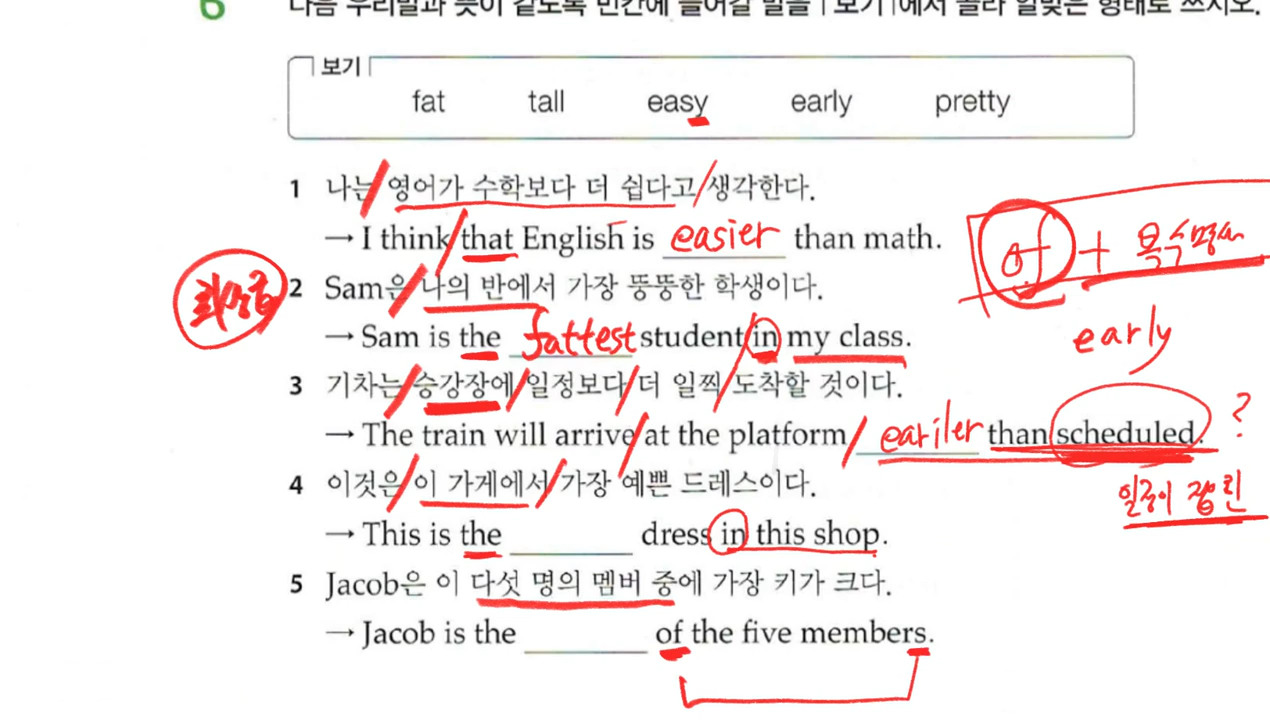 6 다음 우리말과 뜻이 같도록 빈칸에 들어갈 말을 보기 에서 골라 알맞은 형태로 쓰시오.
보기
fat tall easy early pretty
1 나는 영어가 수학보다 더 쉽다고 생각한다.
→ I think that English is easier than math.
of + 복수명사
최상급
2 Sam은 나의 반에서 가장 뚱뚱한 학생이다.
→ Sam is the fattest student in my class.
early
3 기차는 승강장에 일정보다 더 일찍 도착할 것이다.
→ The train will arrive at the platform eariler than scheduled. ?
4 이것은 이 가게에서 가장 예쁜 드레스이다.
일정이 잡힌
→ This is the dress in this shop.
5 Jacob은 이 다섯 명의 멤버 중에 가장 키가 크다.
→ Jacob is the of the five members.